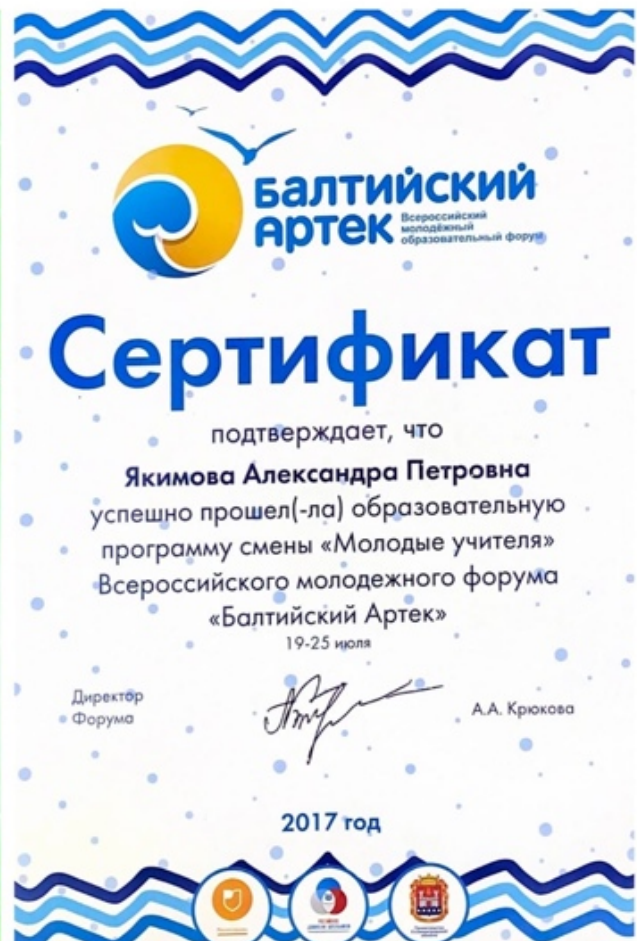 Балтийский
Артек
Всероссийский
молодёжный
образовательный форум
Сертификат
подтверждает, что
Якимова Александра Петровна
успешно прошел(-ла) образовательную
программу смены «Молодые учителя»
Всероссийского молодежного форума
«Балтийский Артек»
19-25 июля
Директор
Форума
А.А. Крюкова
2017 год